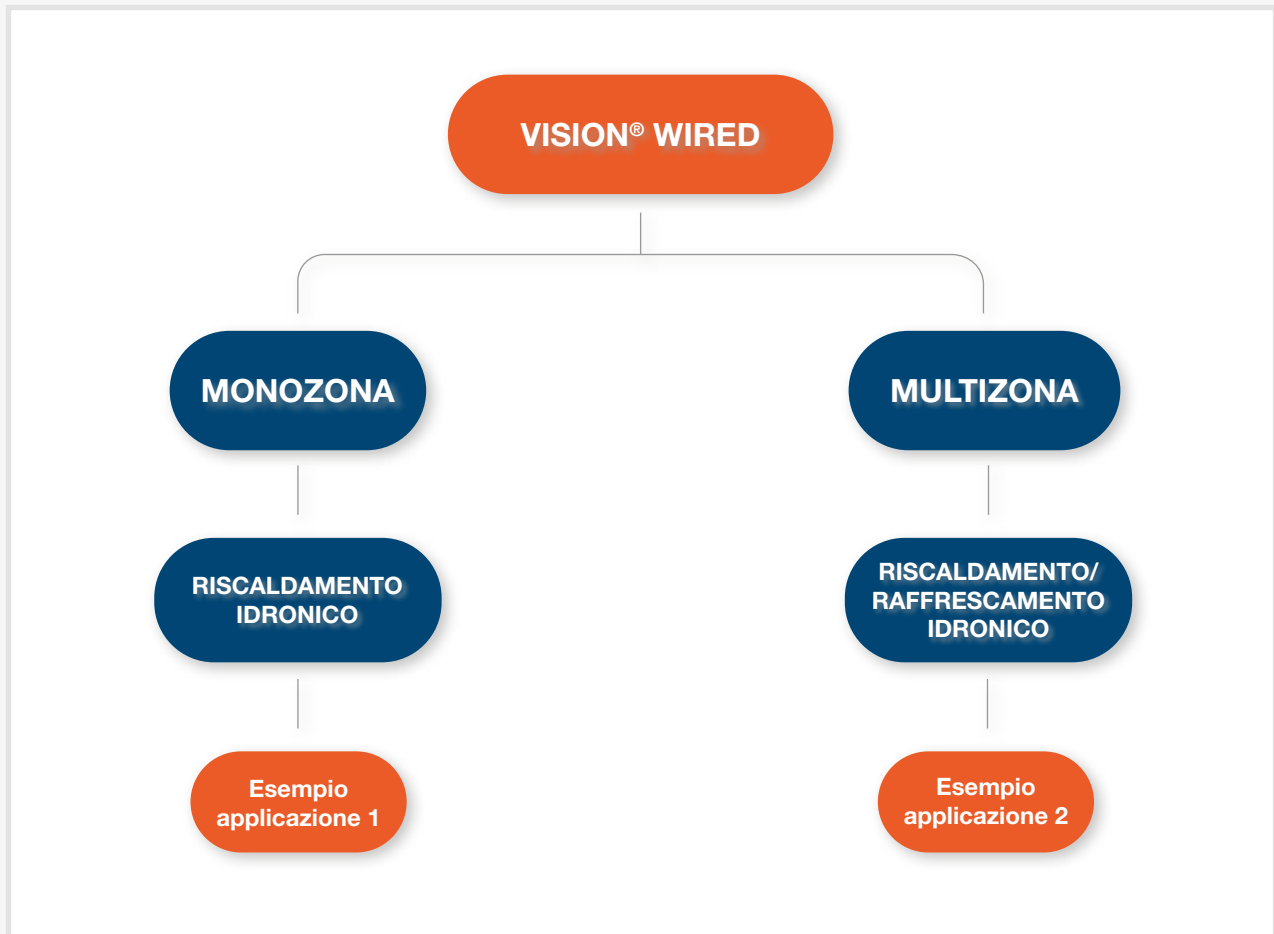 VISION® WIRED
MONOZONA
MULTIZONA
RISCALDAMENTO
IDRONICO
RISCALDAMENTO/
RAFFRESCAMENTO
IDRONICO
Esempio
applicazione 1
Esempio
applicazione 2